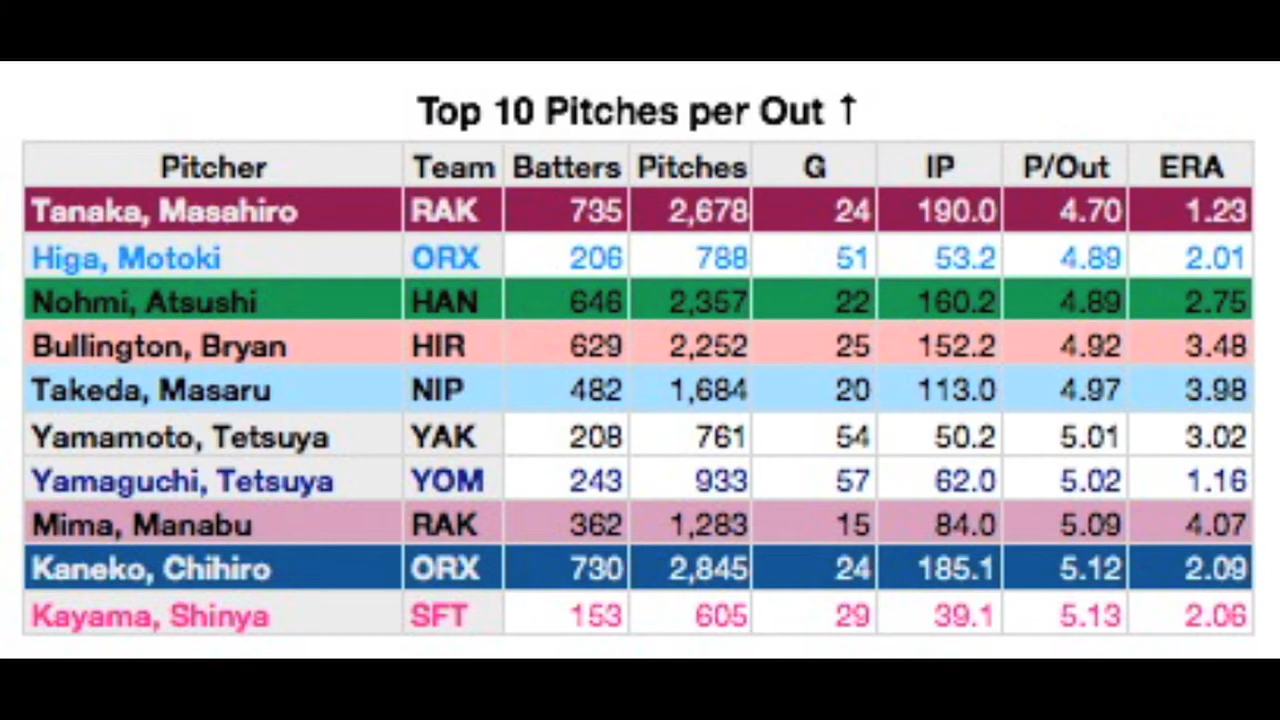 Top 10 Pitches per Out ↑
Pitcher Team Batters Pitches G IP P/Out ERA
Tanaka, Masahiro RAK 735 2,678 24 190.0 4.70 1.23
Higa, Motoki ORX 206 788 51 53.2 4.89 2.01
Nohmi, Atsushi HAN 646 2,357 22 160.2 4.89 2.75
Bullington, Bryan HIR 629 2,252 25 152.2 4.92 3.48
Takeda, Masaru NIP 482 1,684 20 113.0 4.97 3.98
Yamamoto, Tetsuya YAK 208 761 54 50.2 5.01 3.02
Yamaguchi, Tetsuya YOM 243 933 57 62.0 5.02 1.16
Mima, Manabu RAK 362 1,283 15 84.0 5.09 4.07
Kaneko, Chihiro ORX 730 2,845 24 185.1 5.12 2.09
Kayama, Shinya SFT 153 605 29 39.1 5.13 2.06